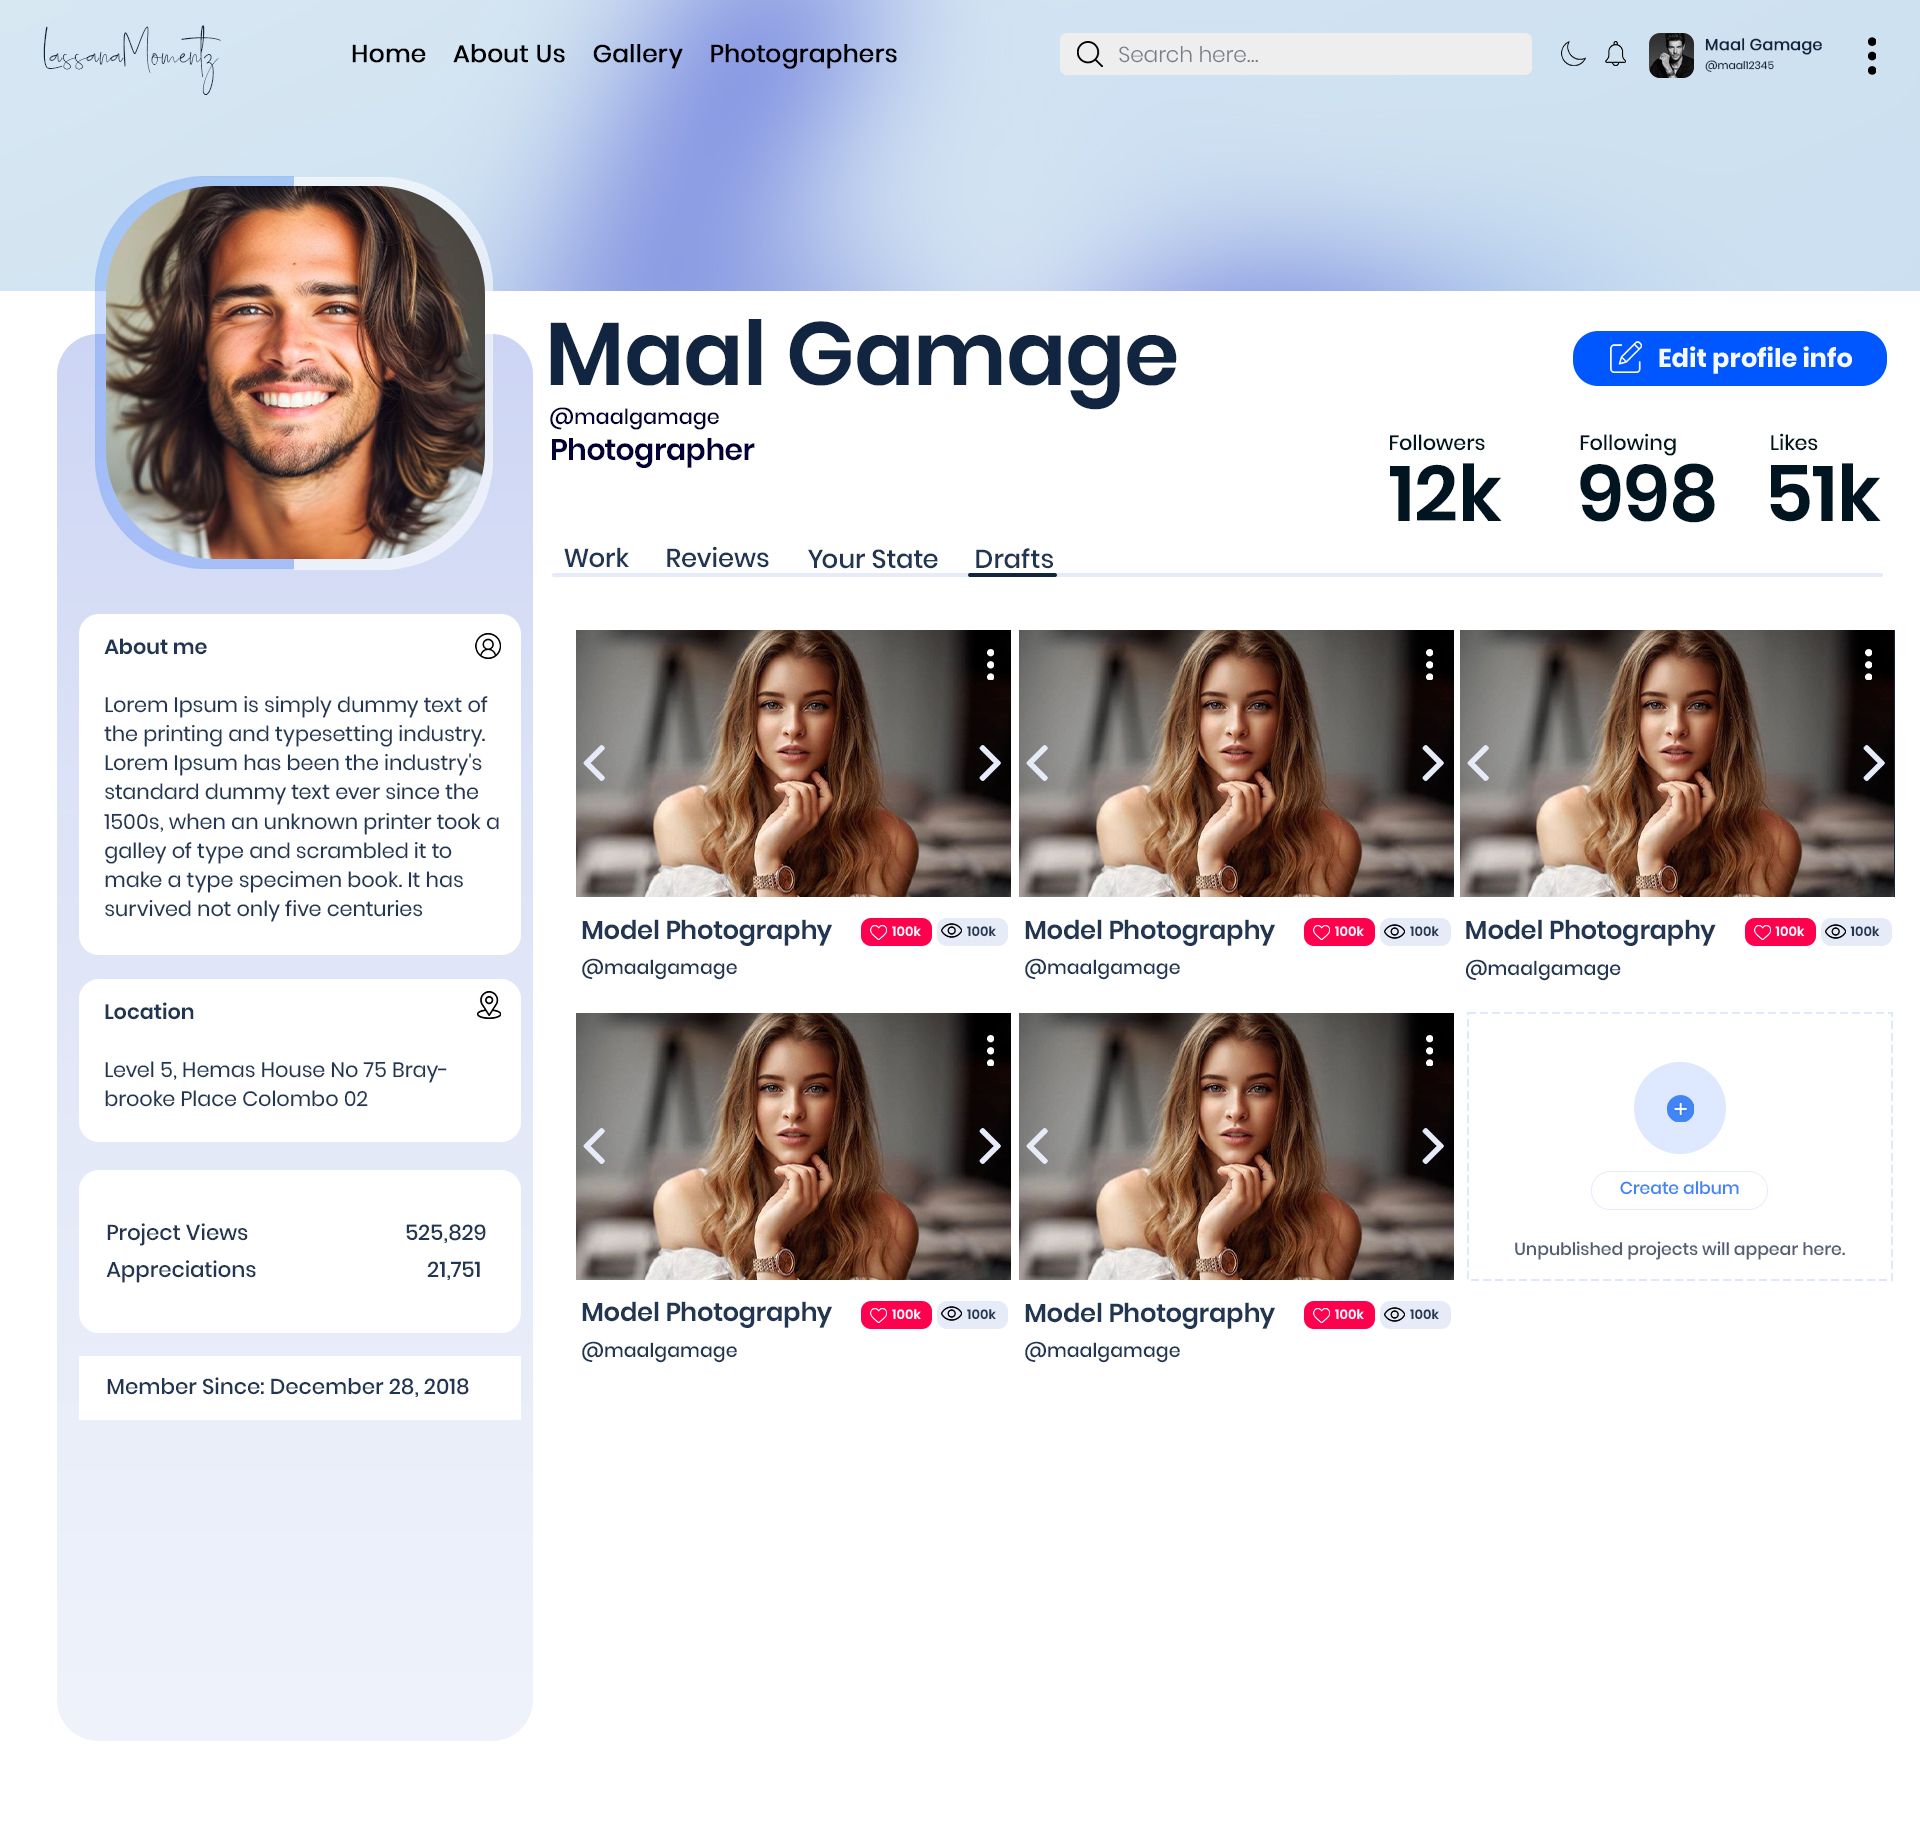 LassanaMomentz
Home About Us Gallery Photographers
Search here...
Maal Gamage
@maal12345
Maal Gamage
@maalgamage
Photographer
Edit profile info
Followers Following Likes
12k 998 51k
Work Reviews Your State Drafts
About me
Lorem Ipsum is simply dummy text of
the printing and typesetting industry.
Lorem Ipsum has been the industry's
standard dummy text ever since the
1500s, when an unknown printer took a
galley of type and scrambled it to
make a type specimen book. It has
survived not only five centuries
Location
Level 5, Hemas House No 75 Bray-
brooke Place Colombo 02
Project Views 525,829
Appreciations 21,751
Member Since: December 28, 2018
Model Photography 100k 100k
@maalgamage
Model Photography 100k 100k
@maalgamage
Model Photography 100k 100k
@maalgamage
Model Photography 100k 100k
@maalgamage
Model Photography 100k 100k
@maalgamage
Create album
Unpublished projects will appear here.